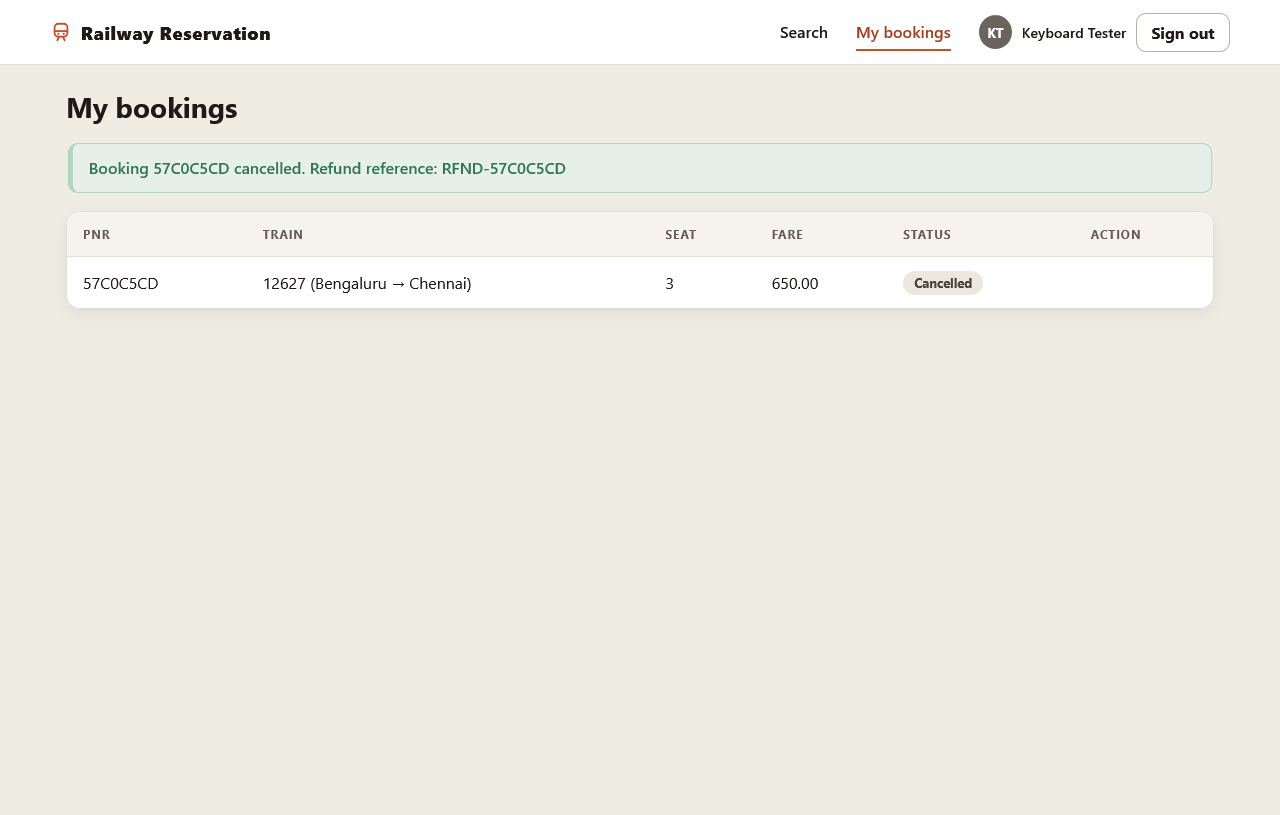 Railway Reservation
Search
My bookings
KT
Keyboard Tester
Sign out
My bookings
Booking 57C0C5CD cancelled. Refund reference: RFND-57C0C5CD
PNR TRAIN SEAT FARE STATUS ACTION
57C0C5CD 12627 (Bengaluru → Chennai) 3 650.00 Cancelled